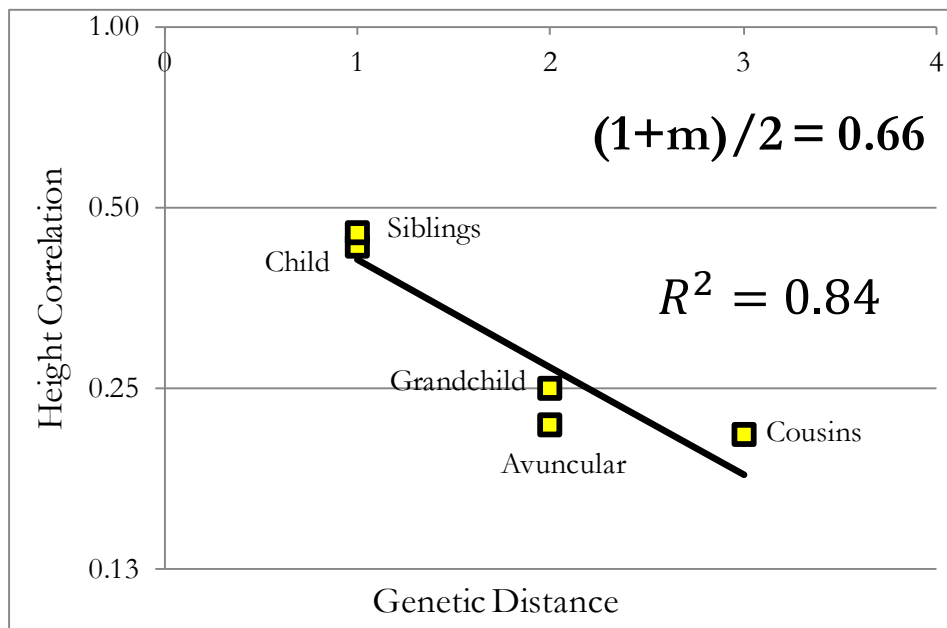 1.00
0 1 2 3 4
(1+m)/2 = 0.66
0.50
Siblings
Child
R² = 0.84
Height Correlation
Grandchild
0.25
Cousins
Avuncular
0.13
Genetic Distance